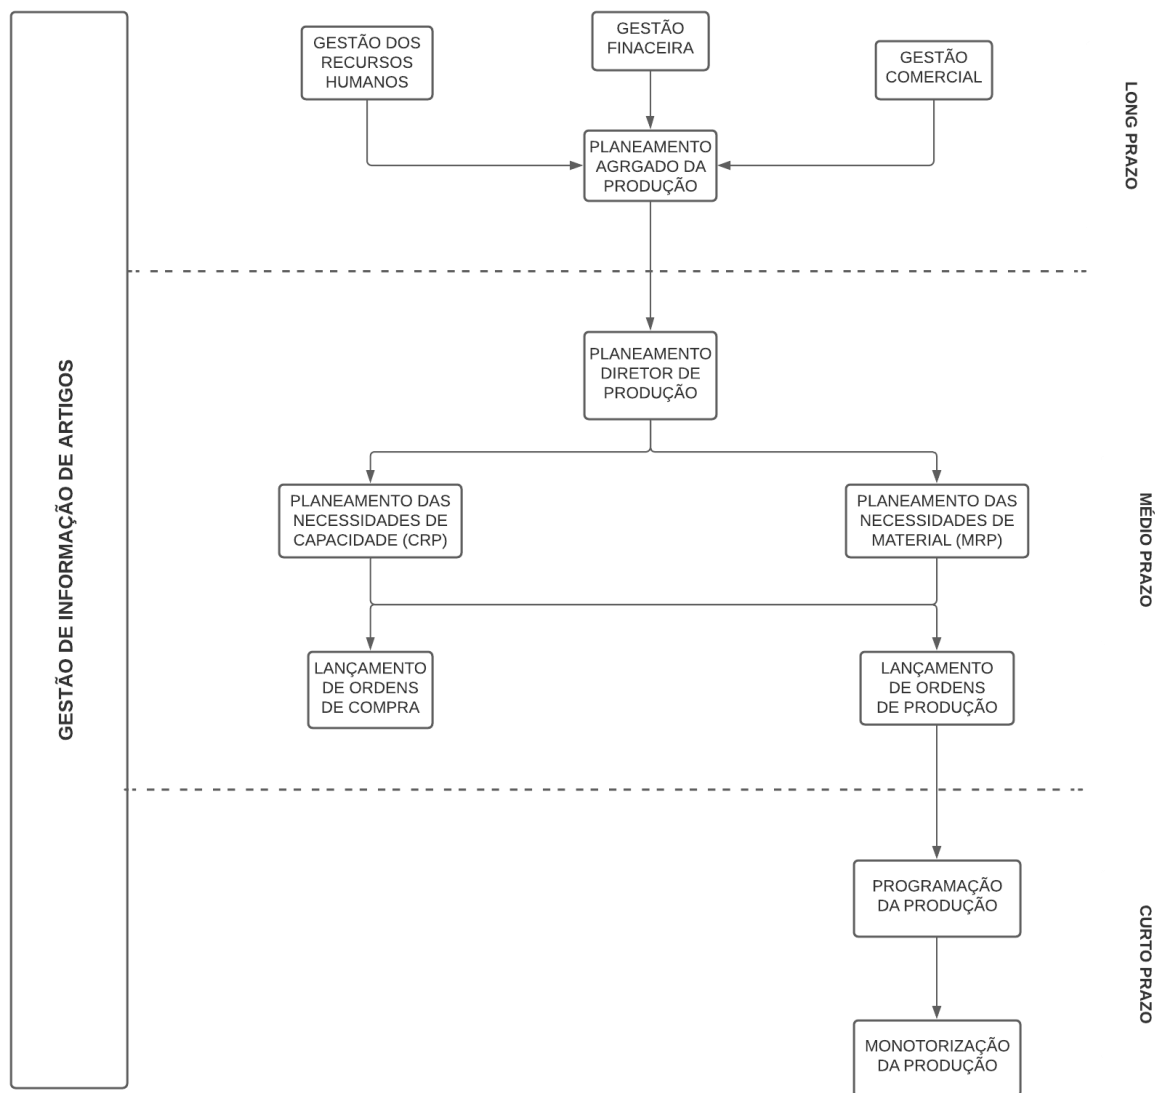 GESTÃO DOS
RECURSOS
HUMANOS
GESTÃO
FINACEIRA
GESTÃO
COMERCIAL
PLANEAMENTO
AGRGADO DA
PRODUÇÃO
LONG PRAZO
PLANEAMENTO
DIRETOR DE
PRODUÇÃO
GESTÃO DE INFORMAÇÃO DE ARTIGOS
PLANEAMENTO DAS
NECESSIDADES DE
CAPACIDADE (CRP)
PLANEAMENTO DAS
NECESSIDADES DE
MATERIAL (MRP)
MÉDIO PRAZO
LANÇAMENTO
DE ORDENS
DE COMPRA
LANÇAMENTO
DE ORDENS
DE PRODUÇÃO
PROGRAMAÇÃO
DA PRODUÇÃO
CURTO PRAZO
MONOTORIZAÇÃO
DA PRODUÇÃO